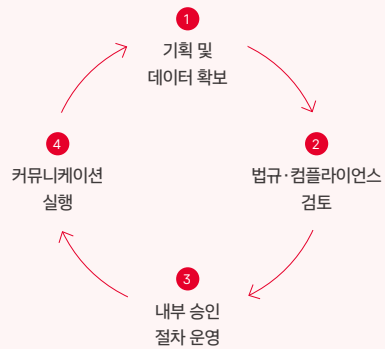 1
기획 및
데이터 확보
2
법규·컴플라이언스
검토
3
내부 승인
절차 운영
4
커뮤니케이션
실행